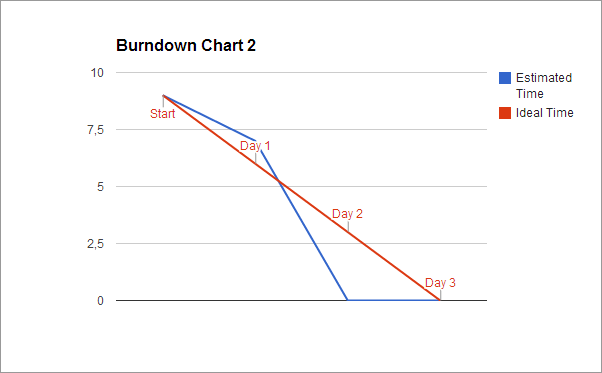 Burndown Chart 2
10
7,5
5
2,5
0
Start
Day 1
Day 2
Day 3
Estimated
Time
Ideal Time